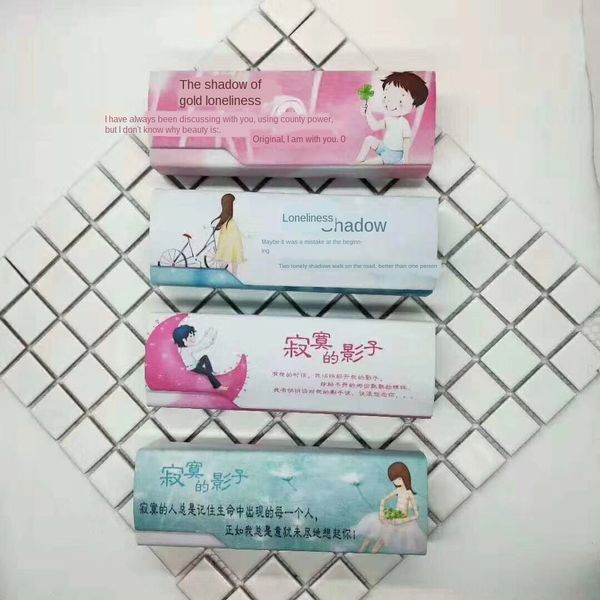 The shadow of
gold loneliness
I have always been discussing with you, using county power,
but I don't know why beauty is:.
Original, I am with you. 0
Loneliness
Shadow
Maybe it was a mistake at the beginn-
ing
Two lonely shadows walk on the road, better than one person
寂寞的影子
寂寞的影子
寂寞的人总是记住生命中出现的每一个人，
正如我总是意犹未尽地想起你！